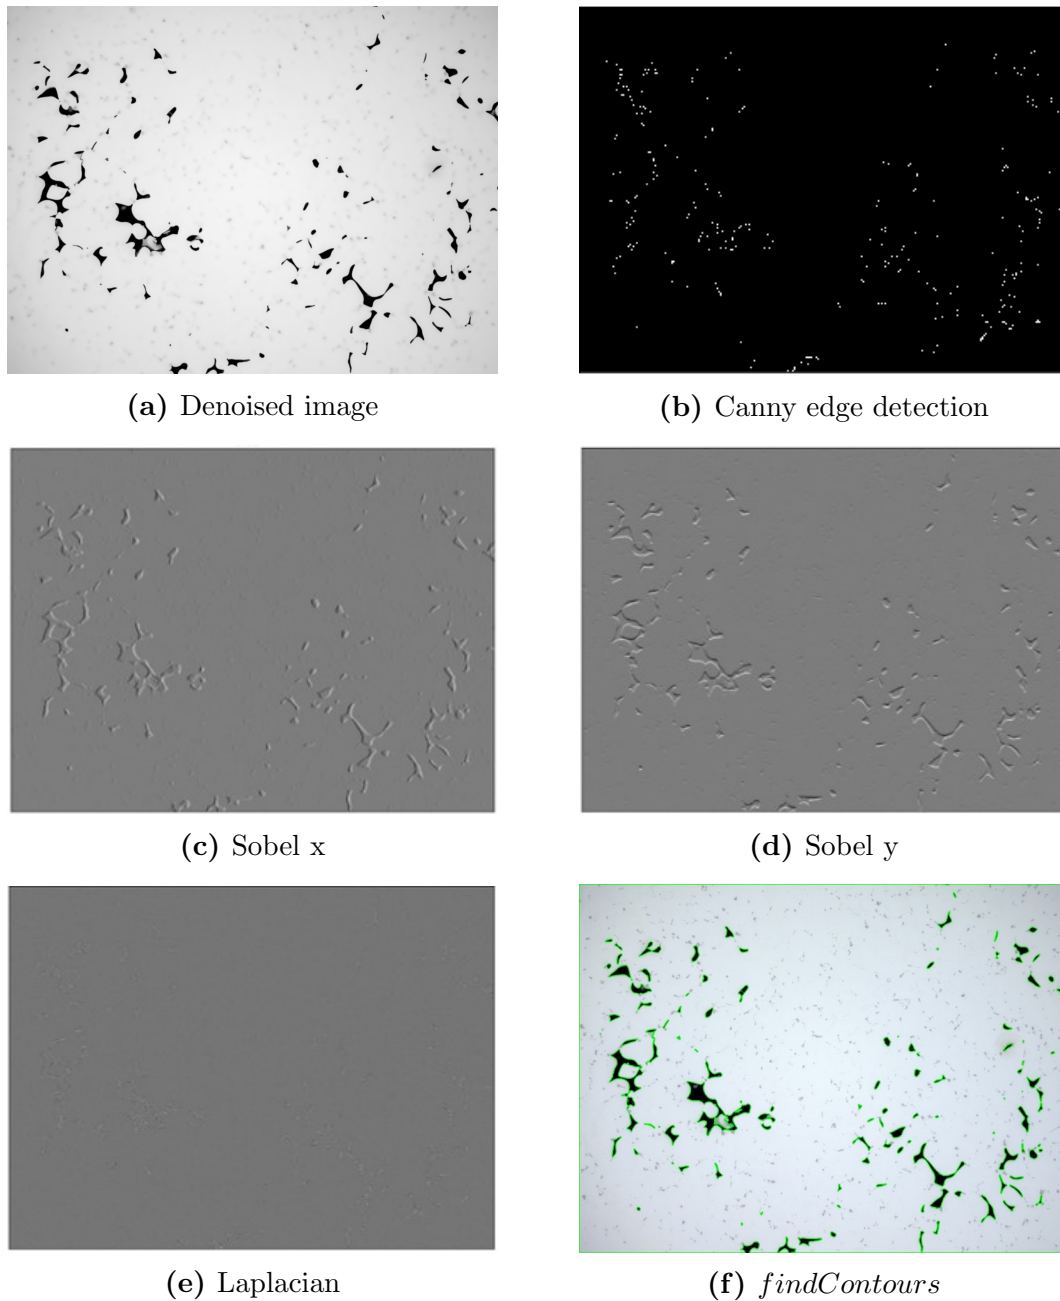 (a) Denoised image
(b) Canny edge detection
(c) Sobel x
(d) Sobel y
(e) Laplacian
(f) findContours